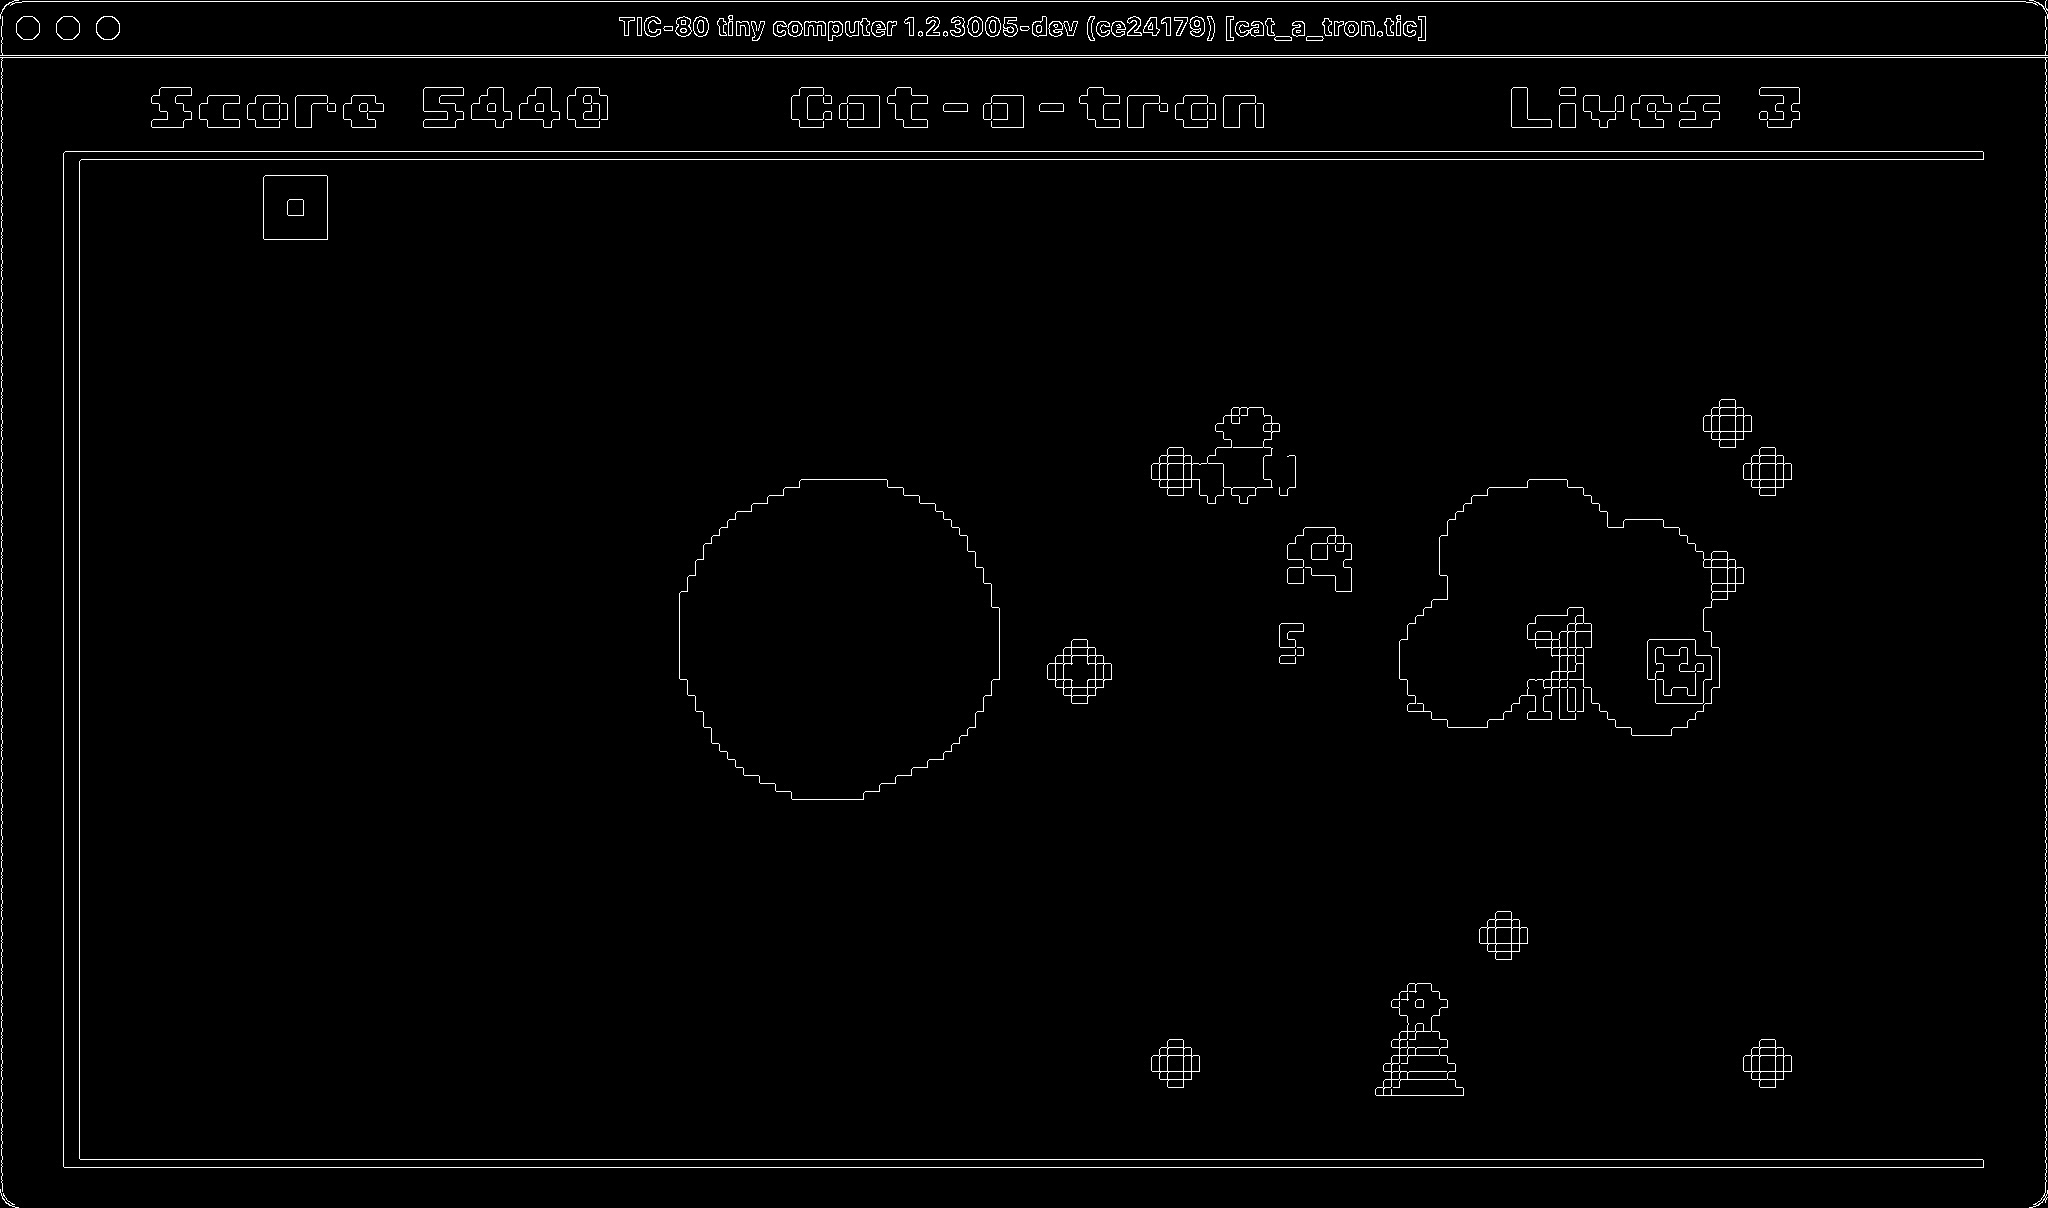 TIC-80 tiny computer 1.2.3005-dev (ce24179) [cat_a_tron.tic]
Score 5440 Cat-a-tron Lives 3
5